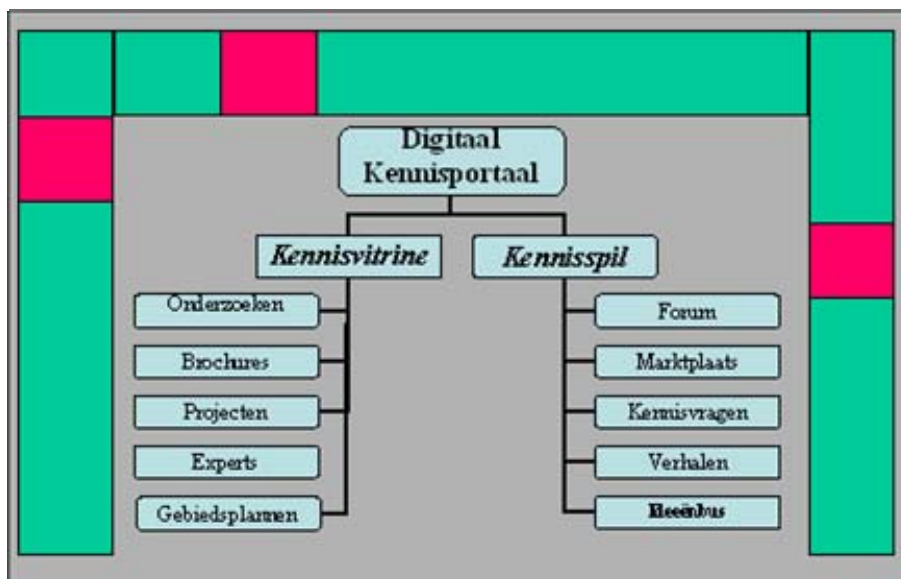 Digitaal
Kennisportaal
Kennisvitrine
Kennisspil
Onderzoeken
Brochures
Projecten
Experts
Gebiedsplannen
Forum
Marktplaats
Kennisvragen
Verhalen